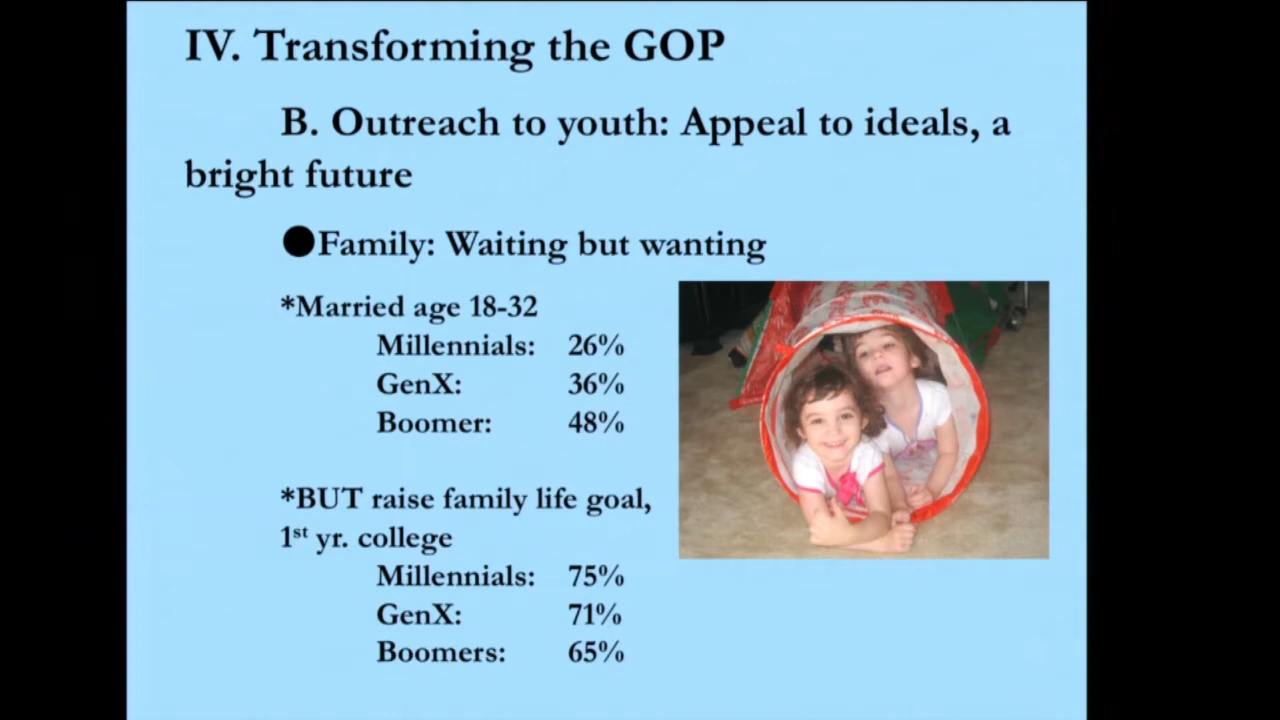 IV. Transforming the GOP
B. Outreach to youth: Appeal to ideals, a
bright future
●Family: Waiting but wanting
*Married age 18-32
Millennials: 26%
GenX: 36%
Boomer: 48%
*BUT raise family life goal,
1st yr. college
Millennials: 75%
GenX: 71%
Boomers: 65%